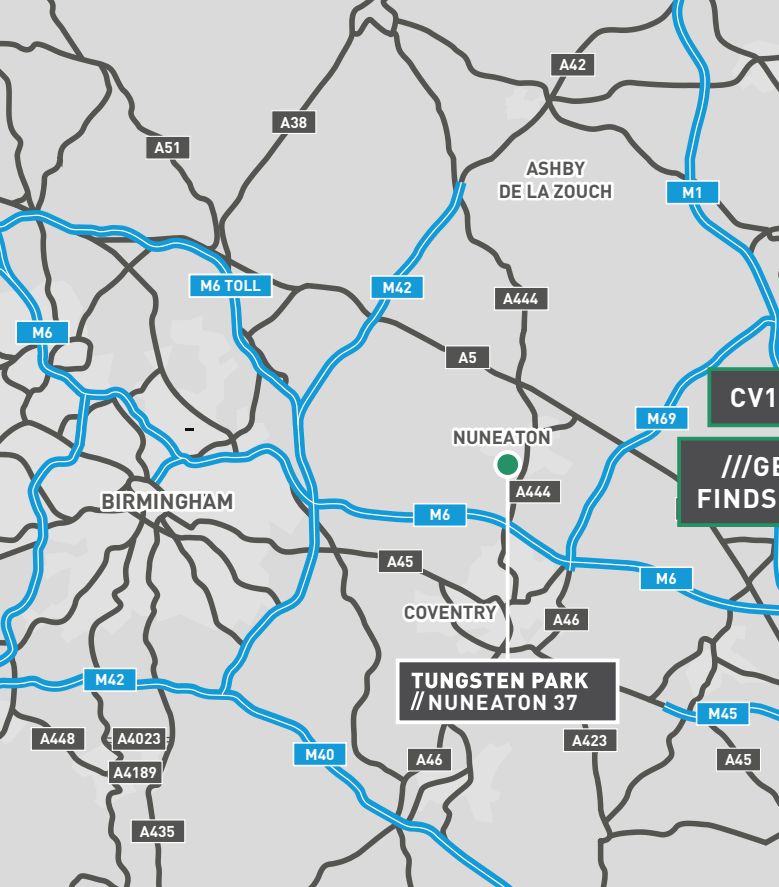 A42
A38
A51
ASHBY
DE LA ZOUCH
M1
M6 TOLL
M42
A444
M6
A5
CV1
M69
NUNEATON
///GE
FINDS
A444
BIRMINGHAM
M6
A45
M6
COVENTRY
A46
M42
TUNGSTEN PARK
//NUNEATON 37
M45
A448
A4023
A423
M40
A46
A45
A4189
A435